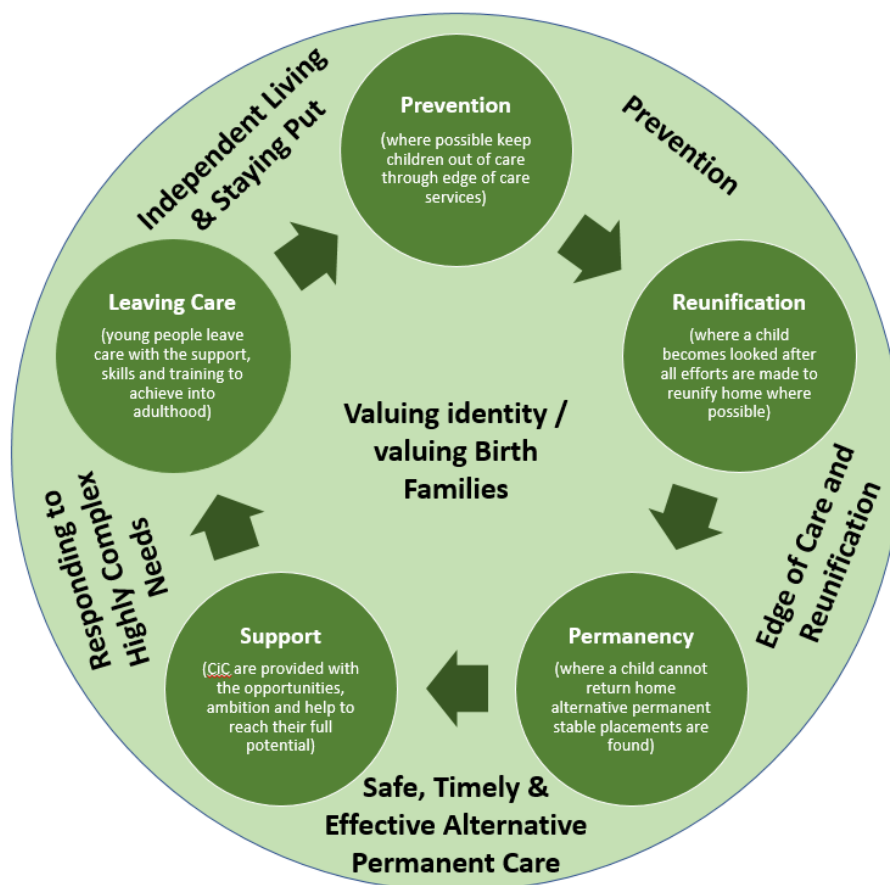 Prevention
(where possible keep
children out of care
through edge of care
services)
Prevention
Reunification
(where a child
becomes looked after
all efforts are made to
reunify home where
possible)
Edge of Care and
Reunification
Permanency
(where a child cannot
return home
alternative permanent
stable placements are
found)
Safe, Timely &
Effective Alternative
Permanent Care
Support
(CiC are provided with
the opportunities,
ambition and help to
reach their full
potential)
Responding to
Highly Complex
Needs
Leaving Care
(young people leave
care with the support,
skills and training to
achieve into
adulthood)
Independent Living
& Staying Put
Valuing identity /
valuing Birth
Families